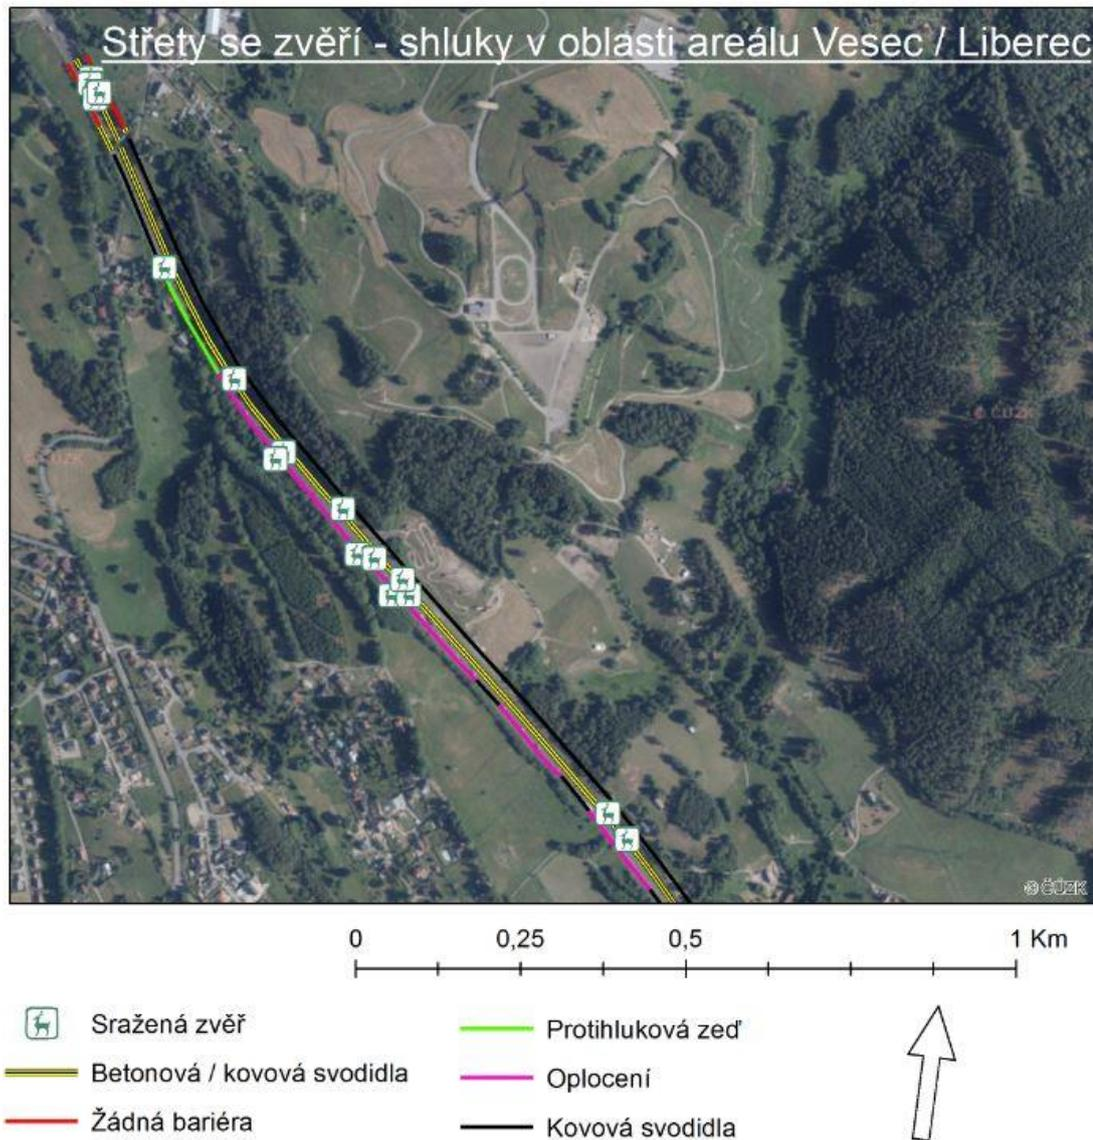 Střety se zvěří - shluky v oblasti areálu Vesec / Liberec
© ČÚZK
© ČÚZK
0 0,25 0,5 1 Km
Sražená zvěř
Protihluková zeď
Betonová / kovová svodidla
Oplocení
Žádná bariéra
Kovová svodidla